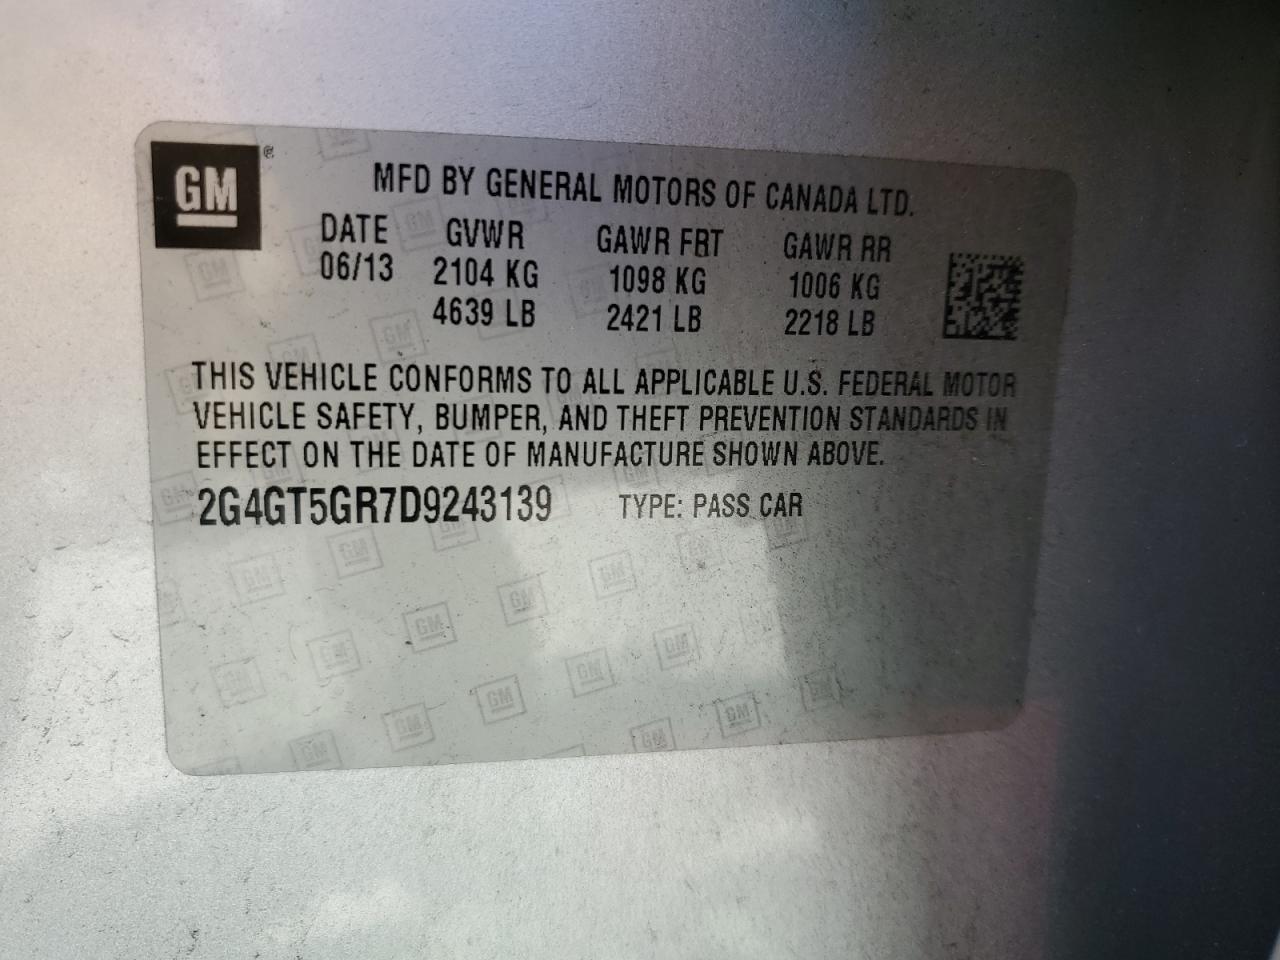 GM ®
MFD BY GENERAL MOTORS OF CANADA LTD.
DATE GVWR GAWR FRT GAWR RR
06/13 2104 KG 1098 KG 1006 KG
4639 LB 2421 LB 2218 LB
THIS VEHICLE CONFORMS TO ALL APPLICABLE U.S. FEDERAL MOTOR
VEHICLE SAFETY, BUMPER, AND THEFT PREVENTION STANDARDS IN
EFFECT ON THE DATE OF MANUFACTURE SHOWN ABOVE.
2G4GT5GR7D9243139 TYPE: PASS CAR